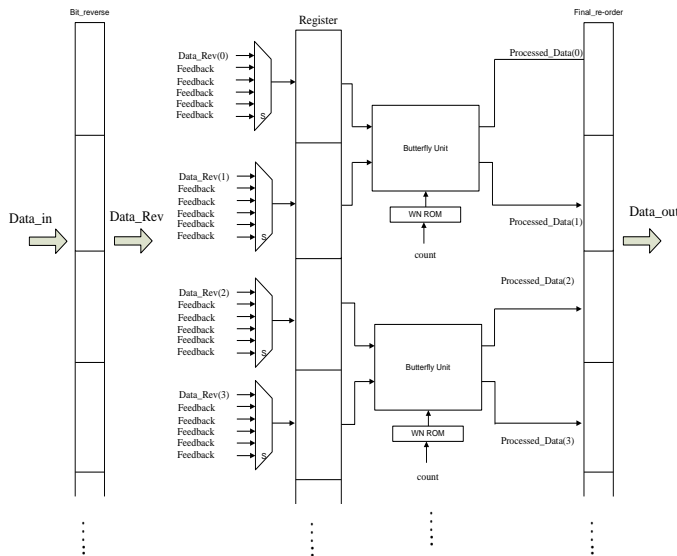 Bit_reverse
Register
Final_re-order
Data_Rev(0)
Feedback
Feedback
Feedback
Feedback
Feedback
S
Processed_Data(0)
Butterfly Unit
WN ROM
count
Data_Rev(1)
Feedback
Feedback
Feedback
Feedback
Feedback
S
Processed_Data(1)
Data_in
Data_Rev
Data_out
Data_Rev(2)
Feedback
Feedback
Feedback
Feedback
Feedback
S
Processed_Data(2)
Butterfly Unit
WN ROM
count
Data_Rev(3)
Feedback
Feedback
Feedback
Feedback
Feedback
S
Processed_Data(3)